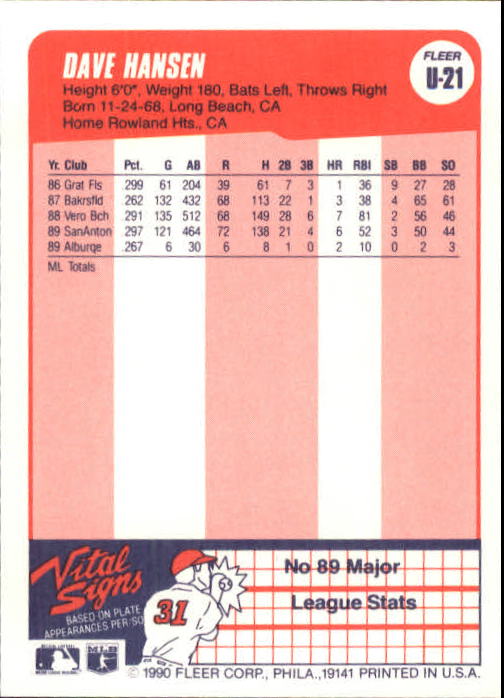 DAVE HANSEN
FLEER
U-21
Height 6'0", Weight 180, Bats Left, Throws Right
Born 11-24-68, Long Beach, CA
Home Rowland Hts., CA
Yr. Club Pct. G AB R H 2B 3B HR RBI SB BB SO
86 Grat Fls .299 61 204 39 61 7 3 1 36 9 27 28
87 Bakrsfld .262 132 432 68 113 22 1 3 38 4 65 61
88 Vero Bch .291 135 512 68 149 28 6 7 81 2 56 46
89 SanAnton .297 121 464 72 138 21 4 6 52 3 50 44
89 Alburqe .267 6 30 6 8 1 0 2 10 0 2 3
ML Totals
Vital
Signs
BASED ON PLATE
APPEARANCES PER/SO
31
No 89 Major
League Stats
MLB
© 1990 FLEER CORP., PHILA.,19141 PRINTED IN U.S.A.